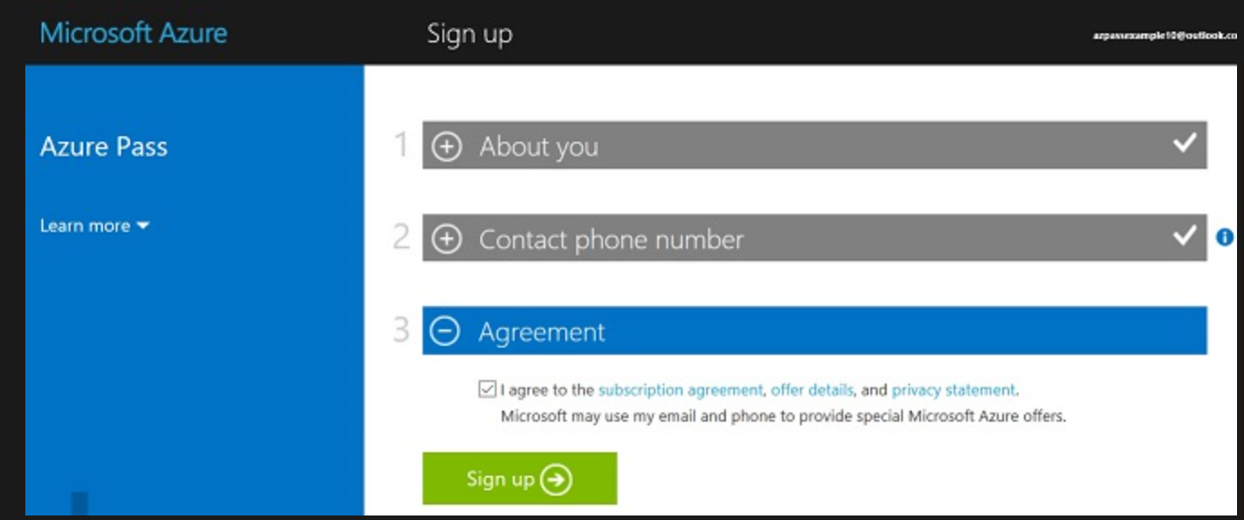 Microsoft Azure
Sign up
azpassexample10@outlook.co
Azure Pass
Learn more
1 About you
2 Contact phone number
3 Agreement
I agree to the subscription agreement, offer details, and privacy statement.
Microsoft may use my email and phone to provide special Microsoft Azure offers.
Sign up